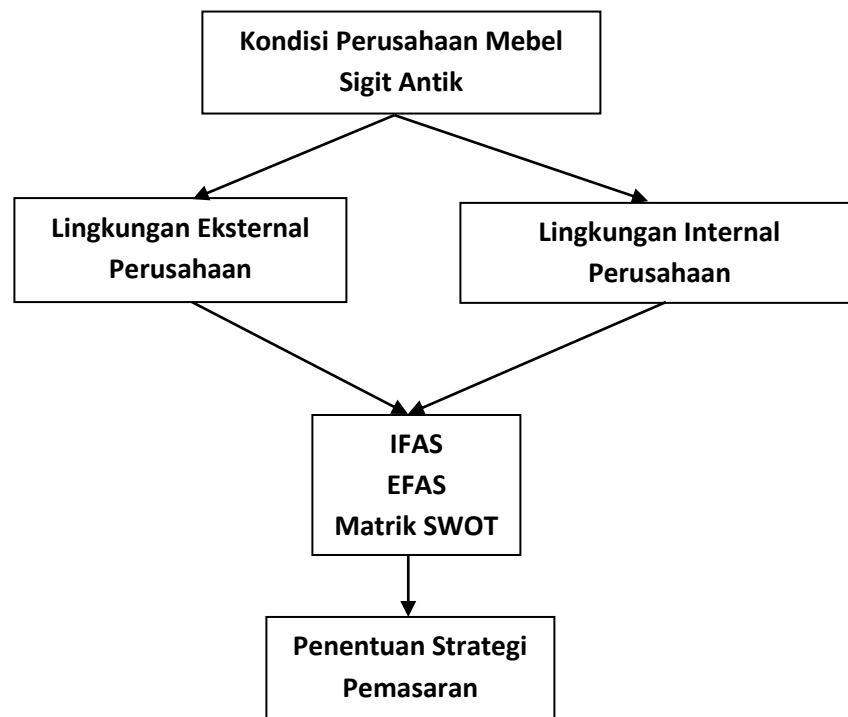 Kondisi Perusahaan Mebel
Sigit Antik
Lingkungan Eksternal
Perusahaan
Lingkungan Internal
Perusahaan
IFAS
EFAS
Matrik SWOT
Penentuan Strategi
Pemasaran